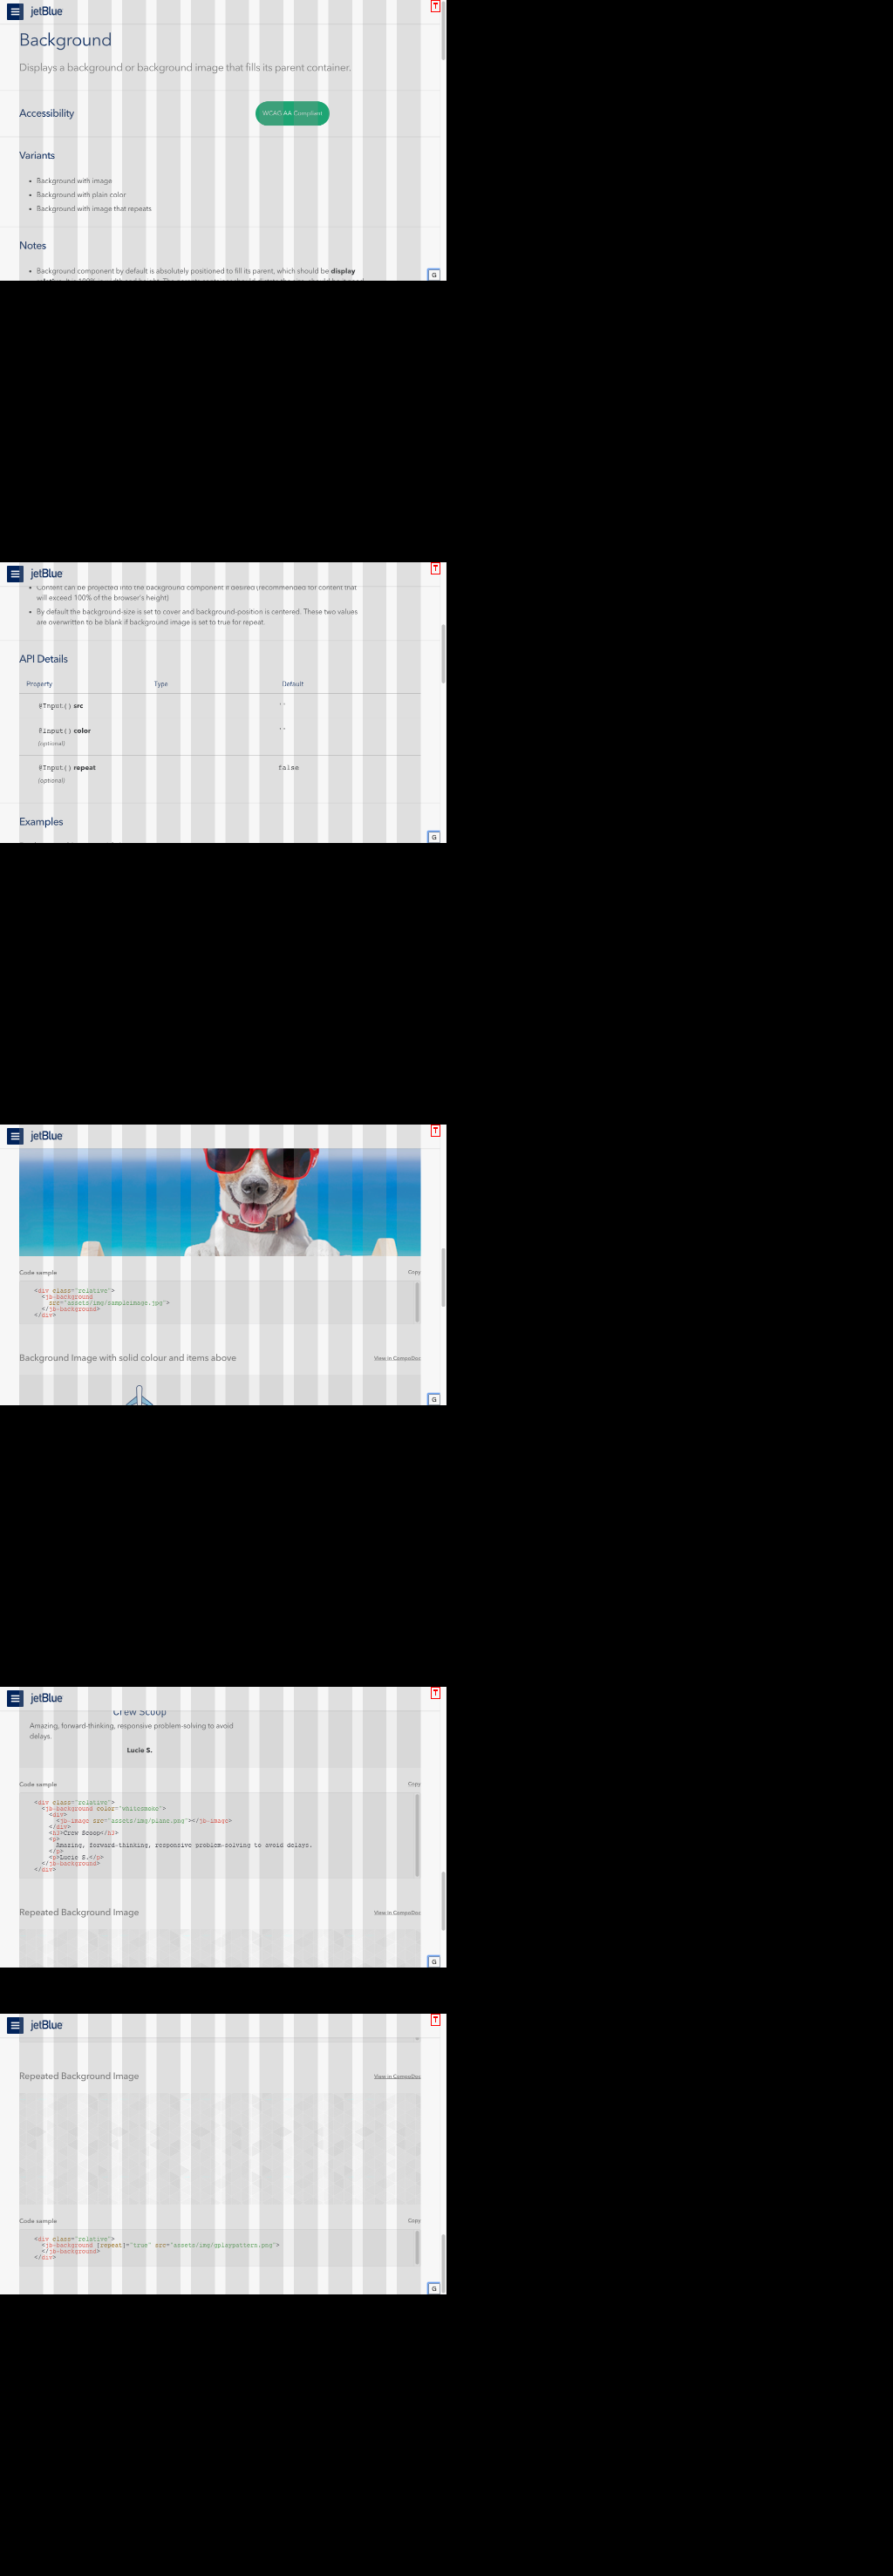 jetBlue
T
Background
Displays a background or background image that fills its parent container.
Accessibility
WCAG AA Compliant
Variants
Background with image
Background with plain color
Background with image that repeats
Notes
Background component by default is absolutely positioned to fill its parent, which should be display
G
jetBlue
T
Content can be projected into the background component if desired (recommended for content that
will exceed 100% of the browser's height)
By default the background-size is set to cover and background-position is centered. These two values
are overwritten to be blank if background image is set to true for repeat.
API Details
Property Type Default
@Input() src ''
@Input() color ''
(optional)
@Input() repeat false
(optional)
Examples
G
jetBlue
T
Code sample Copy
<div class="relative">
<jb-background
src="assets/img/sampleimage.jpg">
</jb-background>
</div>
Background Image with solid colour and items above View in CompoDoc
G
jetBlue
T
Crew Scoop
Amazing, forward-thinking, responsive problem-solving to avoid
delays.
Lucie S.
Code sample Copy
<div class="relative">
<jb-background color="whitesmoke">
<div>
<jb-image src="assets/img/plane.png"></jb-image>
</div>
<h3>Crew Scoop</h3>
<p>
Amazing, forward-thinking, responsive problem-solving to avoid delays.
</p>
<p>Lucie S.</p>
</jb-background>
</div>
Repeated Background Image View in CompoDoc
G
jetBlue
T
Repeated Background Image View in CompoDoc
Code sample Copy
<div class="relative">
<jb-background [repeat]="true" src="assets/img/gplaypattern.png">
</jb-background>
</div>
G